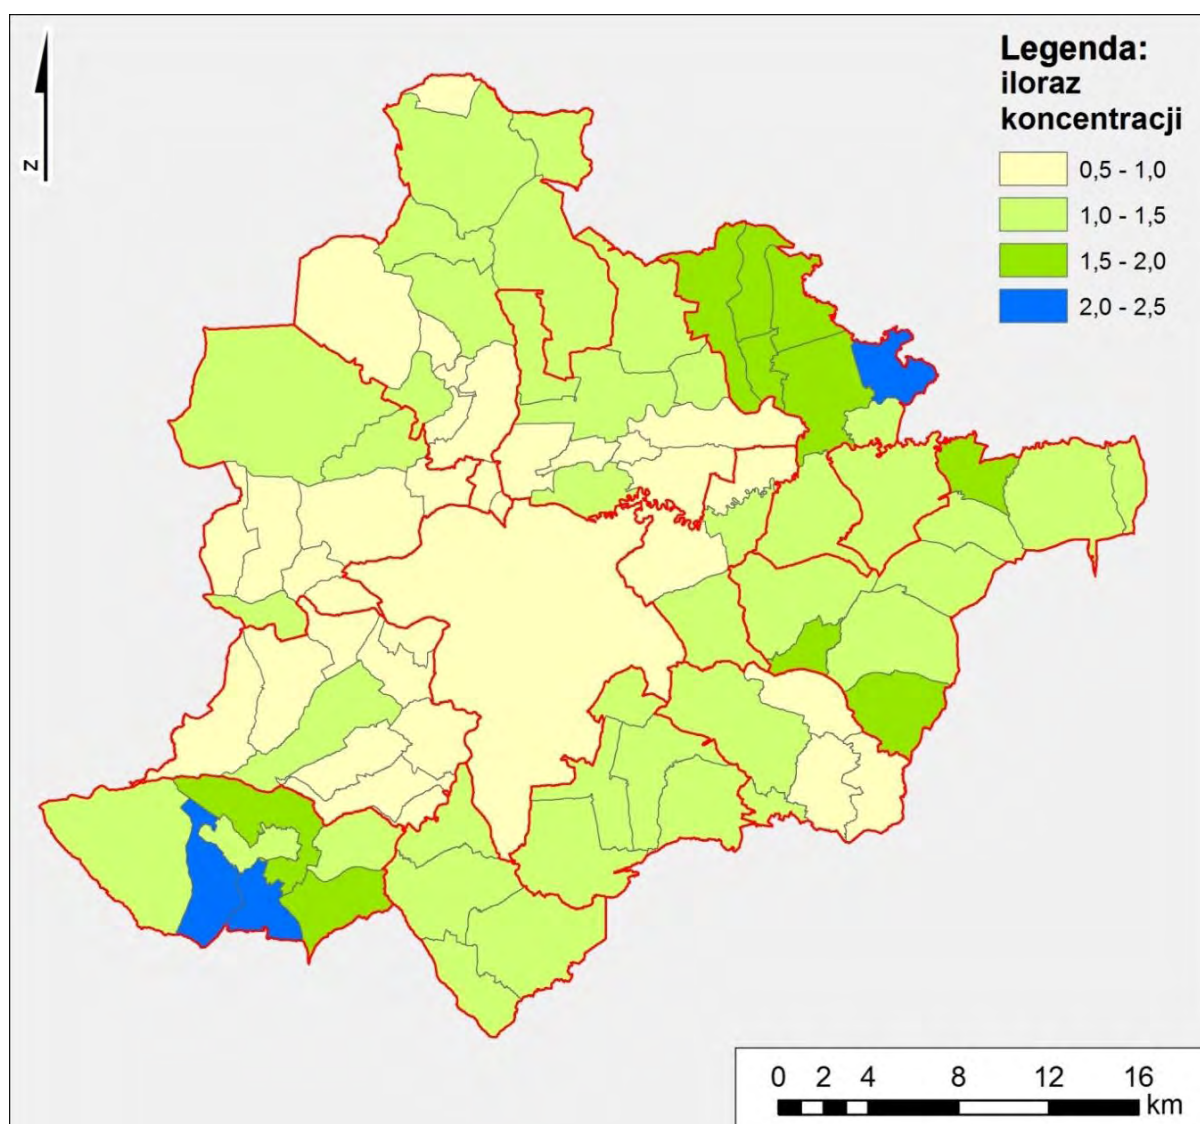 Legenda:
iloraz
koncentracji
0,5 - 1,0
1,0 - 1,5
1,5 - 2,0
2,0 - 2,5
N
0 2 4 8 12 16
km